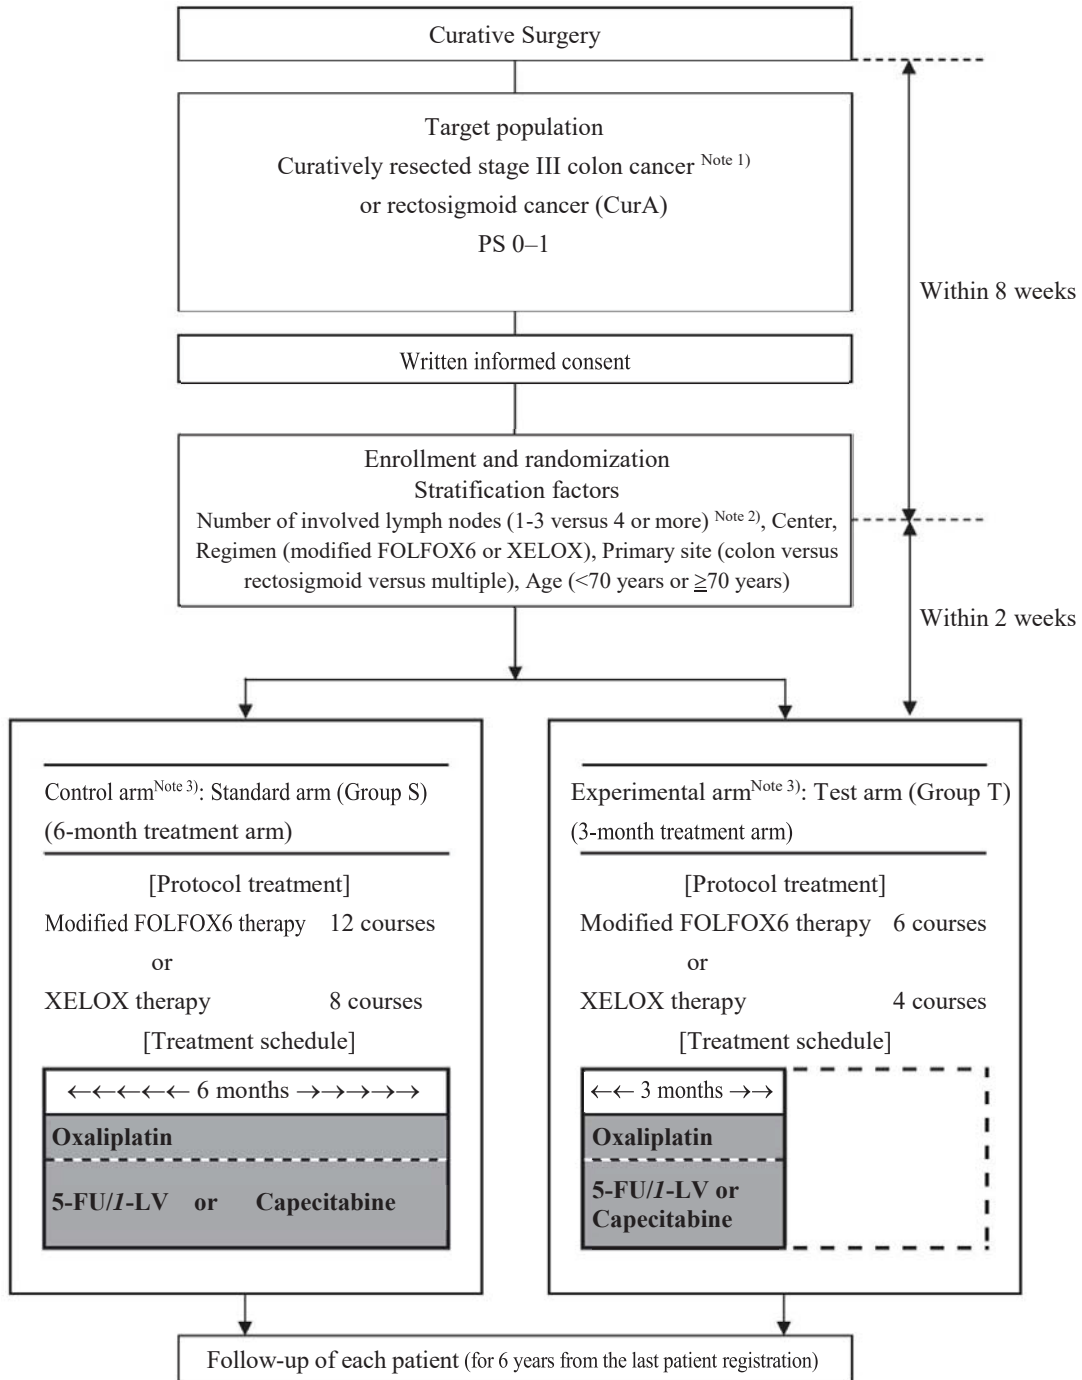 Curative Surgery
Target population
Curatively resected stage III colon cancer Note 1)
or rectosigmoid cancer (CurA)
PS 0–1
Within 8 weeks
Written informed consent
Enrollment and randomization
Stratification factors
Number of involved lymph nodes (1-3 versus 4 or more) Note 2), Center,
Regimen (modified FOLFOX6 or XELOX), Primary site (colon versus
rectosigmoid versus multiple), Age (<70 years or ≥70 years)
Within 2 weeks
Control arm Note 3): Standard arm (Group S)
(6-month treatment arm)
[Protocol treatment]
Modified FOLFOX6 therapy 12 courses
or
XELOX therapy 8 courses
[Treatment schedule]
←←←←←← 6 months →→→→→→
Oxaliplatin
5-FU/1-LV or Capecitabine
Experimental arm Note 3): Test arm (Group T)
(3-month treatment arm)
[Protocol treatment]
Modified FOLFOX6 therapy 6 courses
or
XELOX therapy 4 courses
[Treatment schedule]
←← 3 months →→
Oxaliplatin
5-FU/1-LV or
Capecitabine
Follow-up of each patient (for 6 years from the last patient registration)